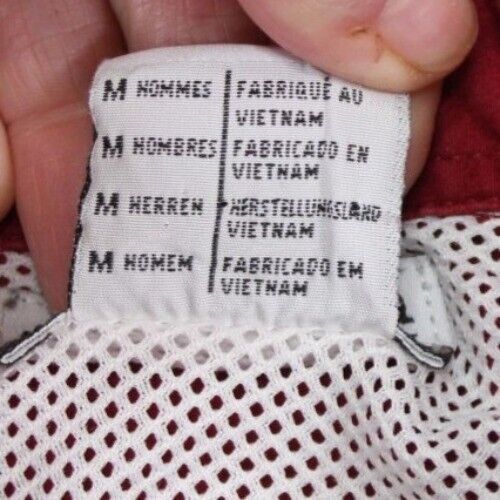 M HOMMES FABRIQUÉ AU
VIETNAM
M HOMBRES FABRICADO EN
VIETNAM
M HERREN HERSTELLUNGSLAND
VIETNAM
M HOMEM FABRICADO EM
VIETNAM